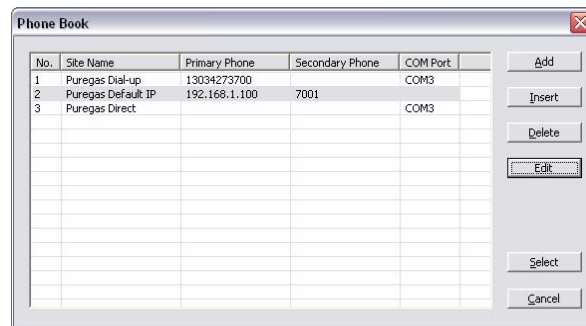 Phone Book
No. Site Name Primary Phone Secondary Phone COM Port
1 Puregas Dial-up 13034273700 COM3
2 Puregas Default IP 192.168.1.100 7001
3 Puregas Direct COM3
Add
Insert
Delete
Edit
Select
Cancel